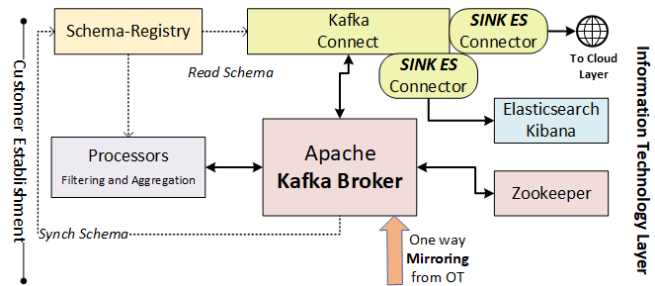 Schema-Registry
Kafka
Connect
SINK ES
Connector
To Cloud
Layer
Read Schema
SINK ES
Connector
Elasticsearch
Kibana
Processors
Filtering and Aggregation
Apache
Kafka Broker
Zookeeper
Synch Schema
One way
Mirroring
from OT
Customer Establishment
Information Technology Layer